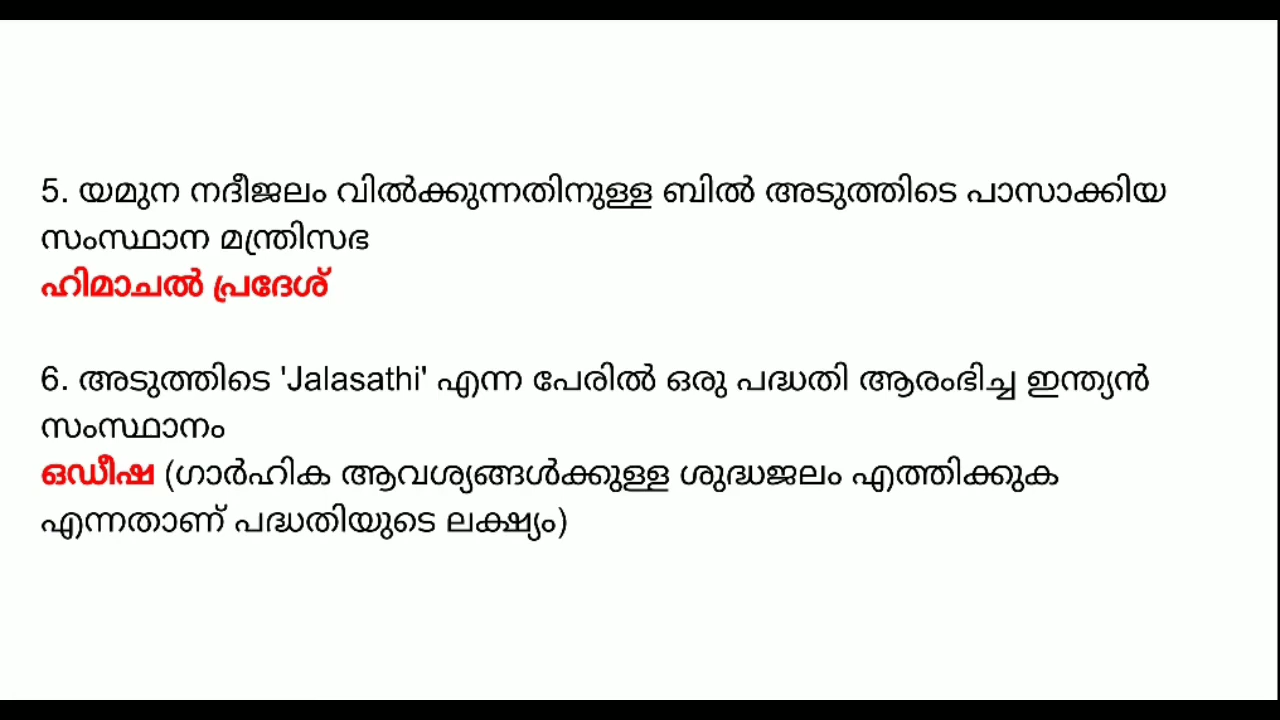 5. യമുന നദീജലം വിൽക്കുന്നതിനുള്ള ബിൽ അടുത്തിടെ പാസാക്കിയ
സംസ്ഥാന മന്ത്രിസഭ
ഹിമാചൽ പ്രദേശ്
6. അടുത്തിടെ 'Jalasathi' എന്ന പേരിൽ ഒരു പദ്ധതി ആരംഭിച്ച ഇന്ത്യൻ
സംസ്ഥാനം
ഒഡീഷ (ഗാർഹിക ആവശ്യങ്ങൾക്കുള്ള ശുദ്ധജലം എത്തിക്കുക
എന്നതാണ് പദ്ധതിയുടെ ലക്ഷ്യം)